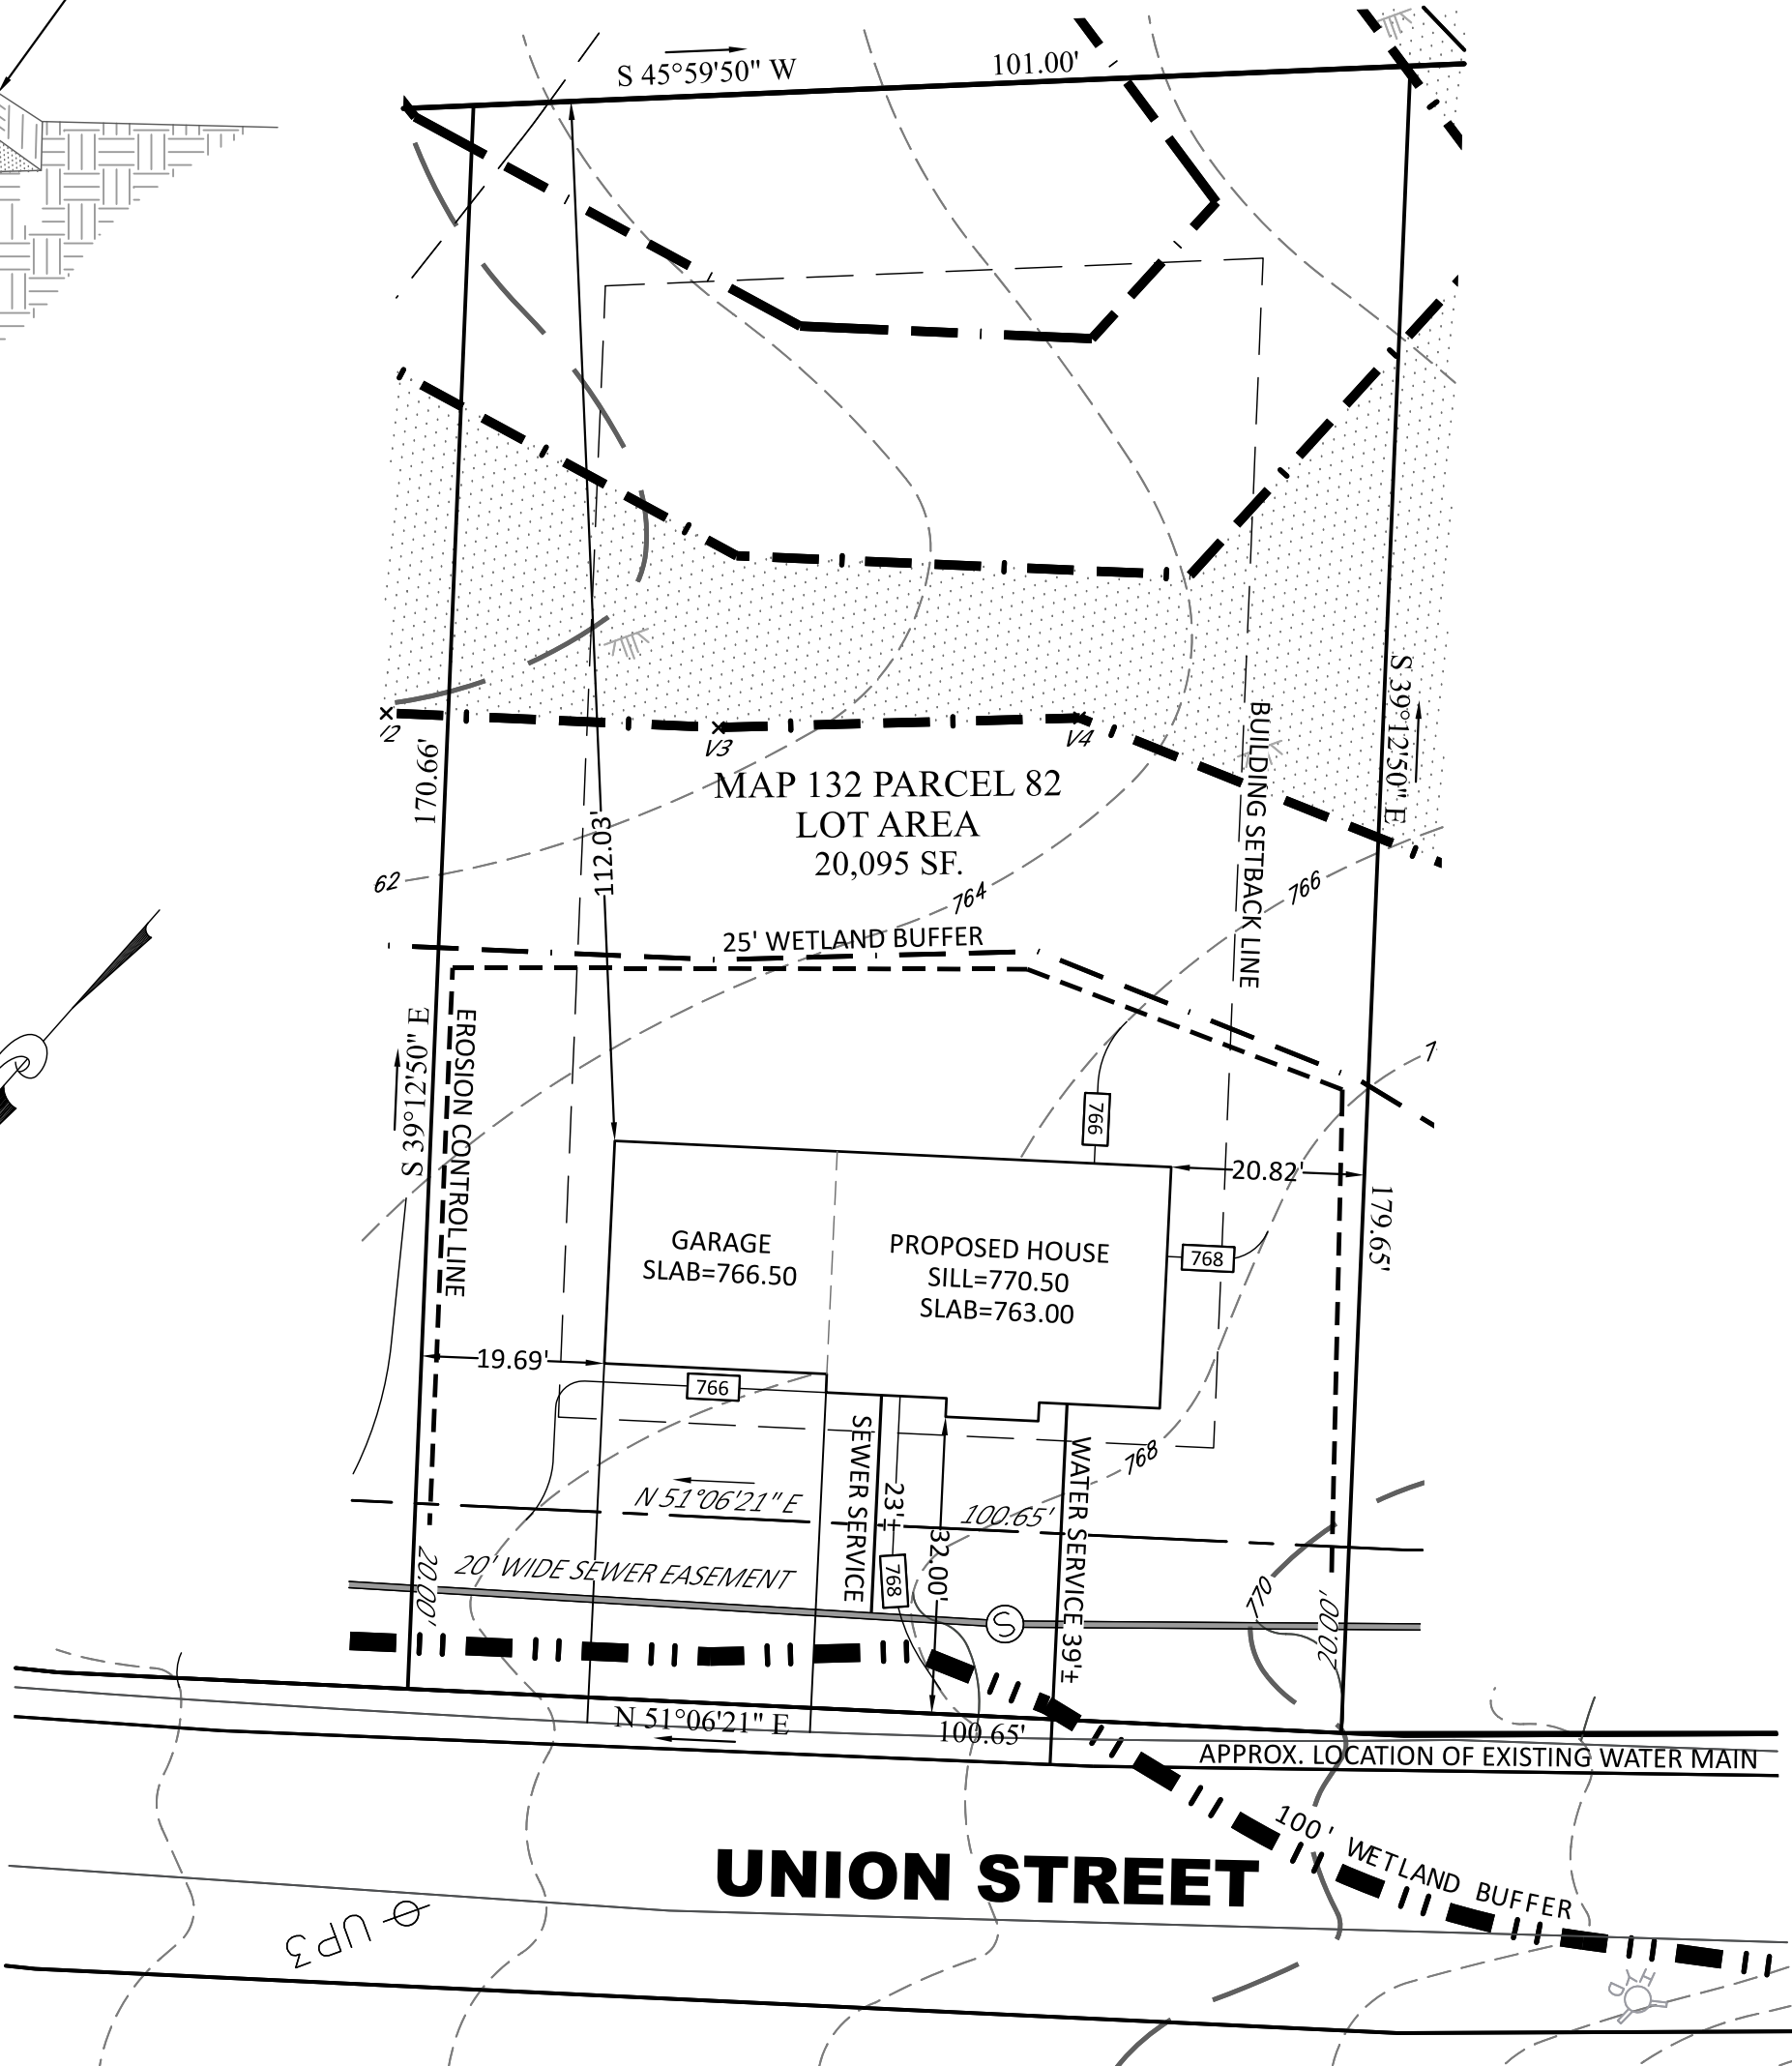 S 45°59'50" W
101.00'
V3
V4
170.66'
S 39°12'50" E
MAP 132 PARCEL 82
LOT AREA
20,095 SF.
112.03'
BUILDING SETBACK LINE
62
764
766
25' WETLAND BUFFER
S 39°12'50" E
EROSION CONTROL LINE
7
766
20.82'
179.65'
GARAGE
SLAB=766.50
PROPOSED HOUSE
SILL=770.50
SLAB=763.00
768
19.69'
766
SEWER SERVICE
23'±
WATER SERVICE 39'±
768
N 51°06'21" E
100.65'
32.00'
20' WIDE SEWER EASEMENT
768
20.00'
S
770
20.00'
N 51°06'21" E
100.65'
APPROX. LOCATION OF EXISTING WATER MAIN
100' WETLAND BUFFER
UNION STREET
UP3
HYD